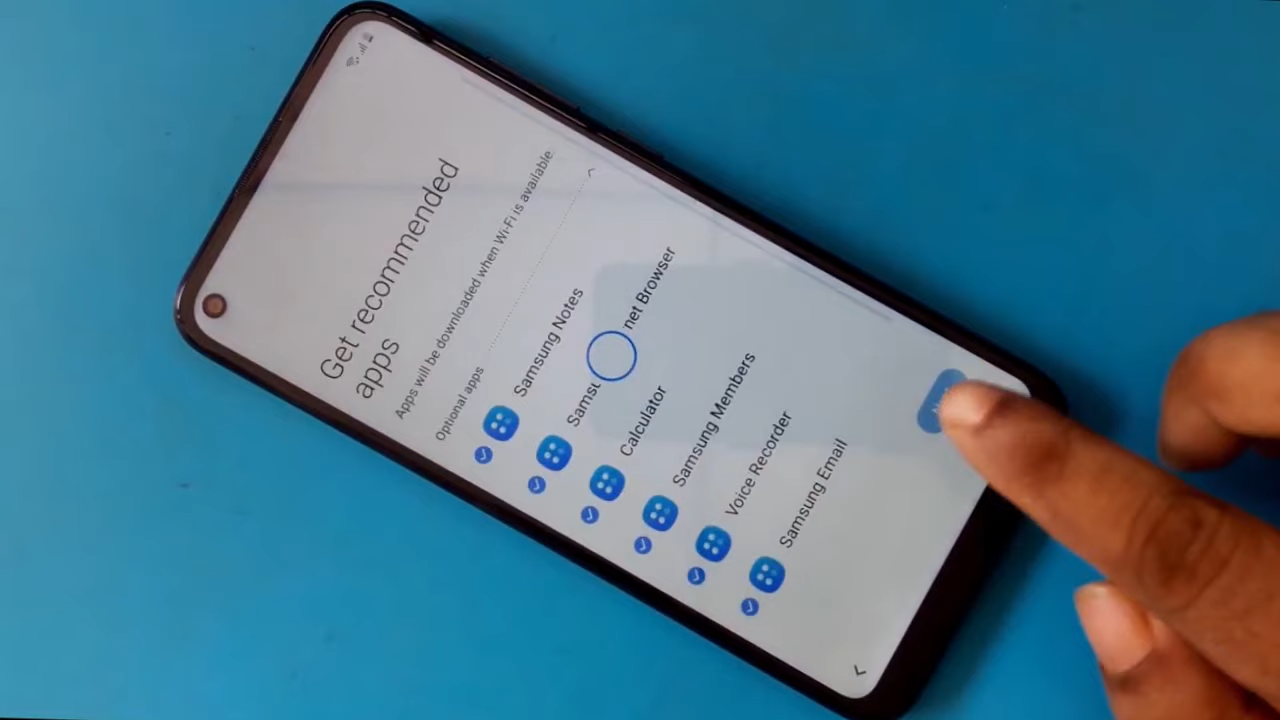 Get recommended
apps
Apps will be downloaded when Wi-Fi is available.
Optional apps
Samsung Notes
net Browser
Calculator
Samsung Members
Voice Recorder
Samsung Email